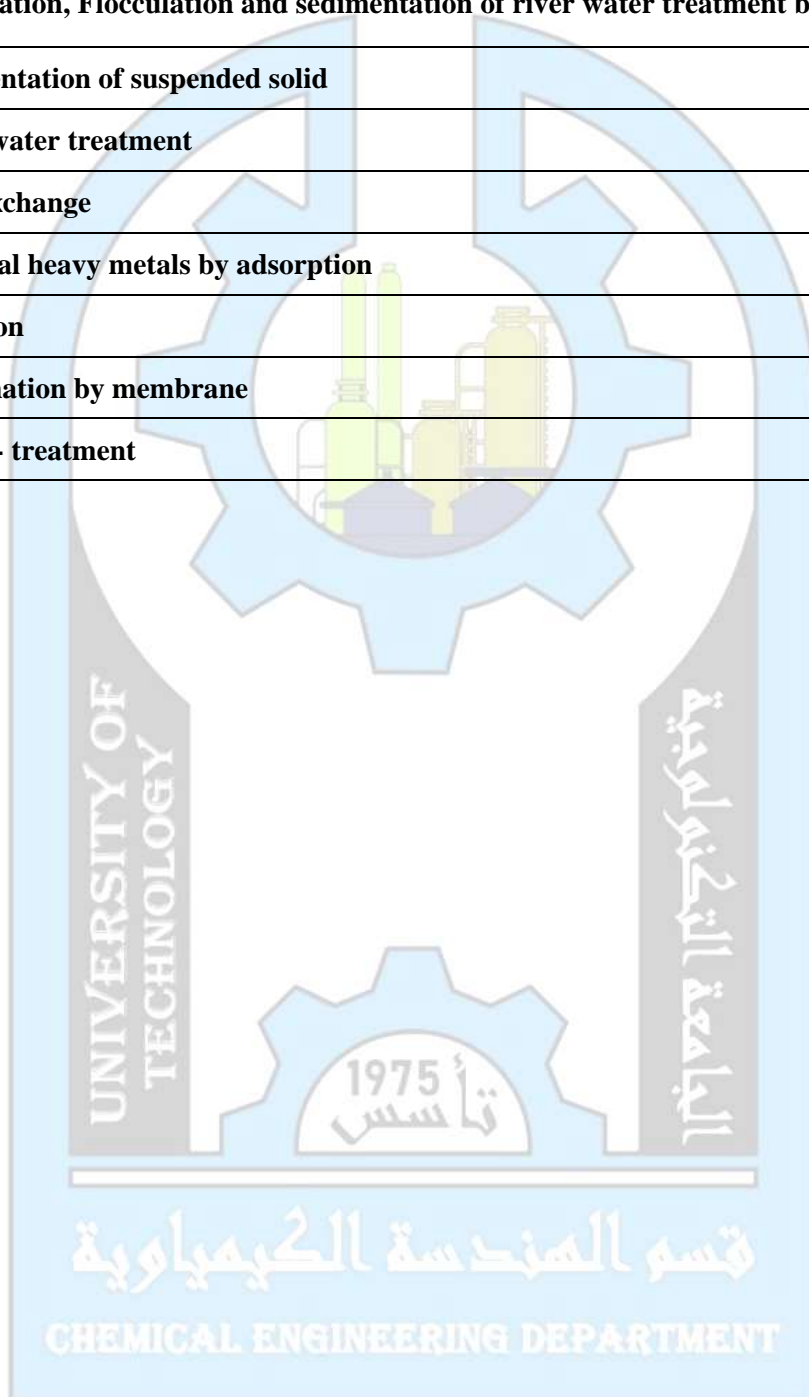 ation, Flocculation and sedimentation of river water treatment b
entation of suspended solid
water treatment
xchange
al heavy metals by adsorption
on
nation by membrane
- treatment
UNIVERSITY OF
TECHNOLOGY
الجامعة التكنولوجية
1975
تأسس
قسم الهندسة الكيمياوية
CHEMICAL ENGINEERING DEPARTMENT